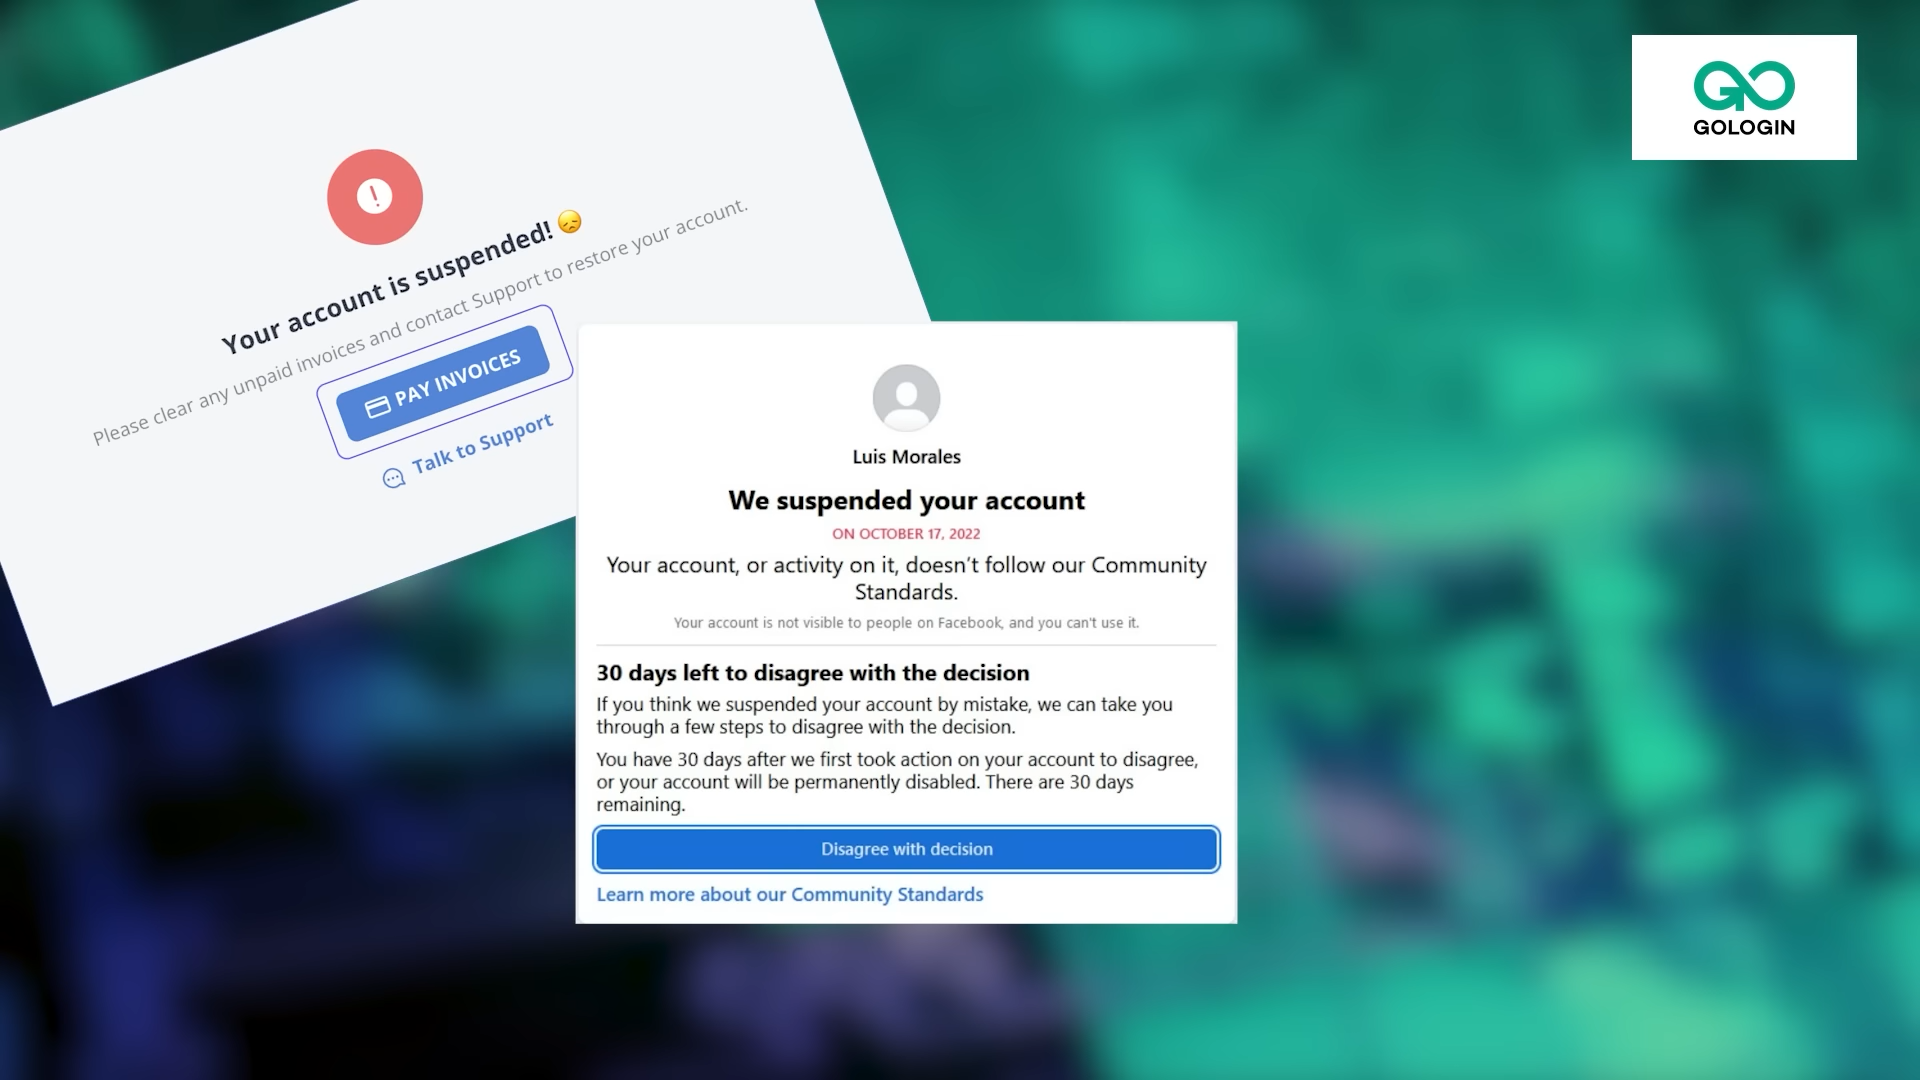 GOLOGIN
Your account is suspended! 😞
Please clear any unpaid invoices and contact Support to restore your account.
PAY INVOICES
Talk to Support
Luis Morales
We suspended your account
ON OCTOBER 17, 2022
Your account, or activity on it, doesn’t follow our Community
Standards.
Your account is not visible to people on Facebook, and you can't use it.
30 days left to disagree with the decision
If you think we suspended your account by mistake, we can take you
through a few steps to disagree with the decision.
You have 30 days after we first took action on your account to disagree,
or your account will be permanently disabled. There are 30 days
remaining.
Disagree with decision
Learn more about our Community Standards